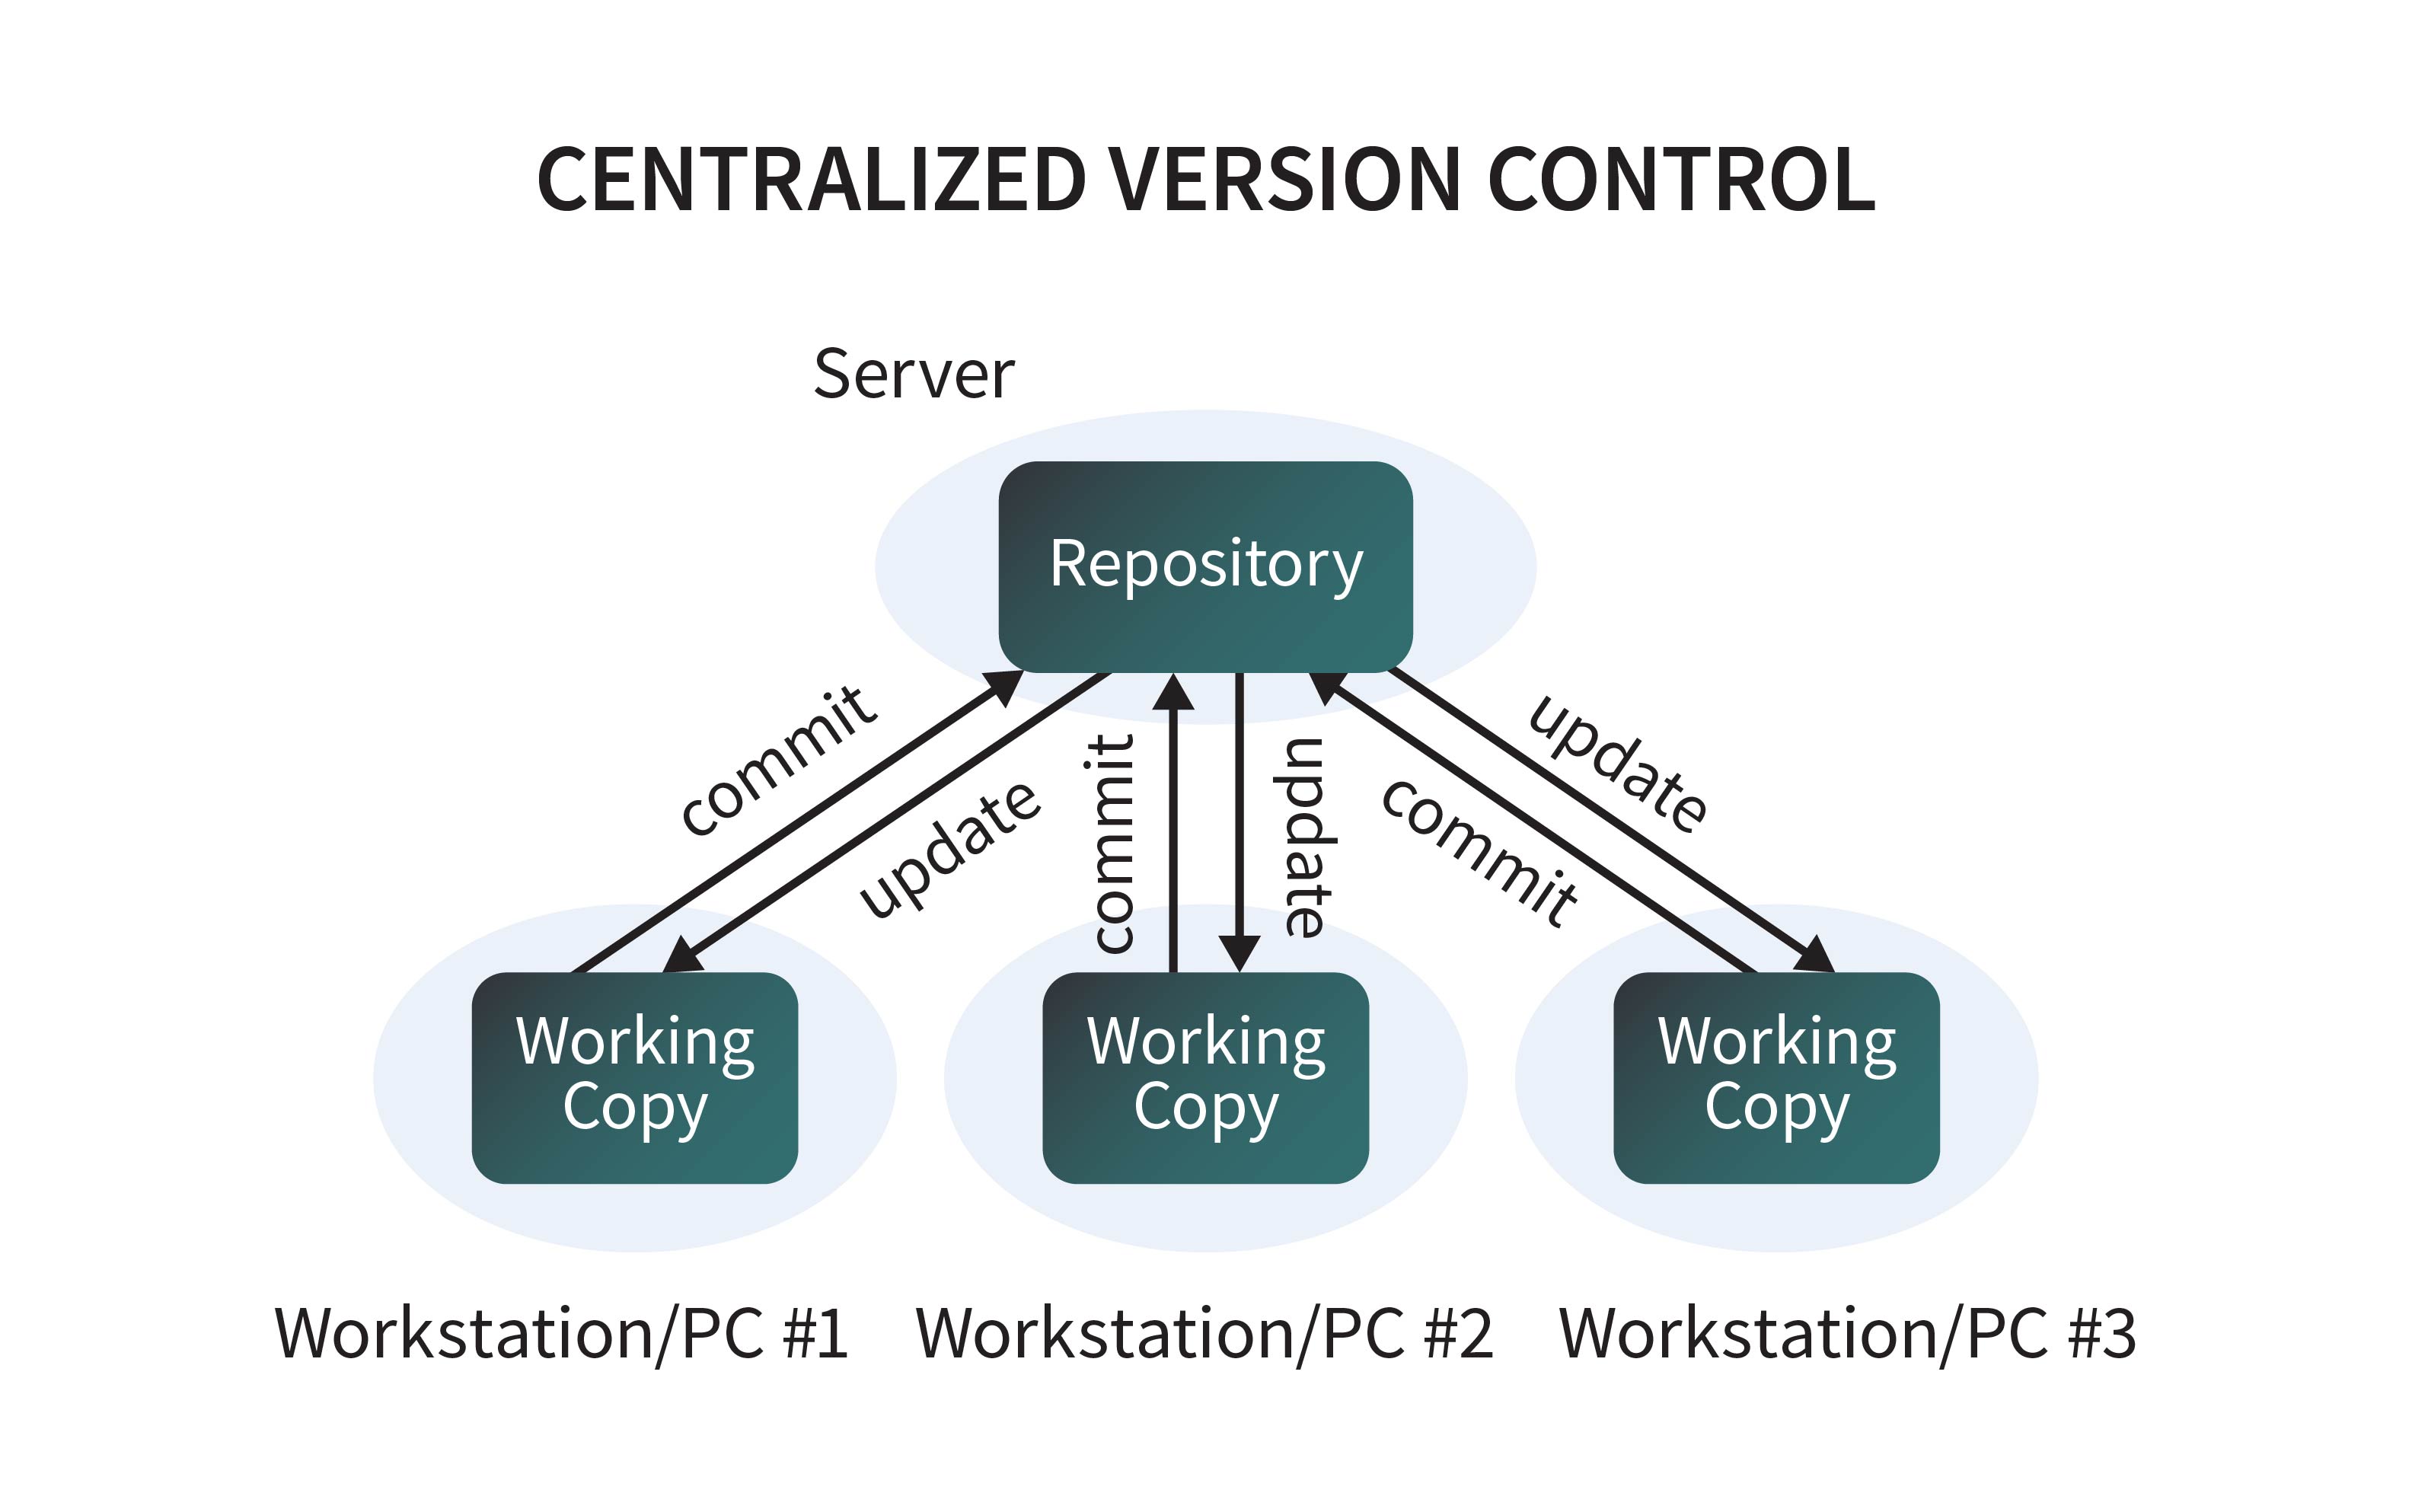 CENTRALIZED VERSION CONTROL
Server
Repository
commit
update
commit
update
commit
update
Working
Copy
Working
Copy
Working
Copy
Workstation/PC #1
Workstation/PC #2
Workstation/PC #3